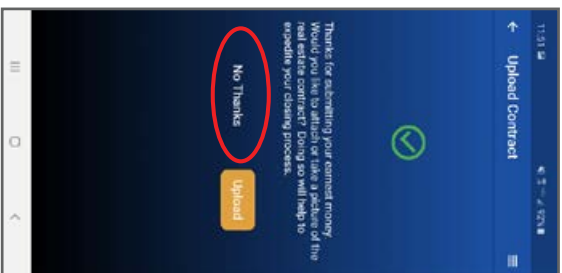 11:51
92%
Upload Contract
Thanks for submitting your earnest money.
Would you like to attach or take a picture of the
real estate contract? Doing so will help to
expedite your closing process.
No Thanks
Upload